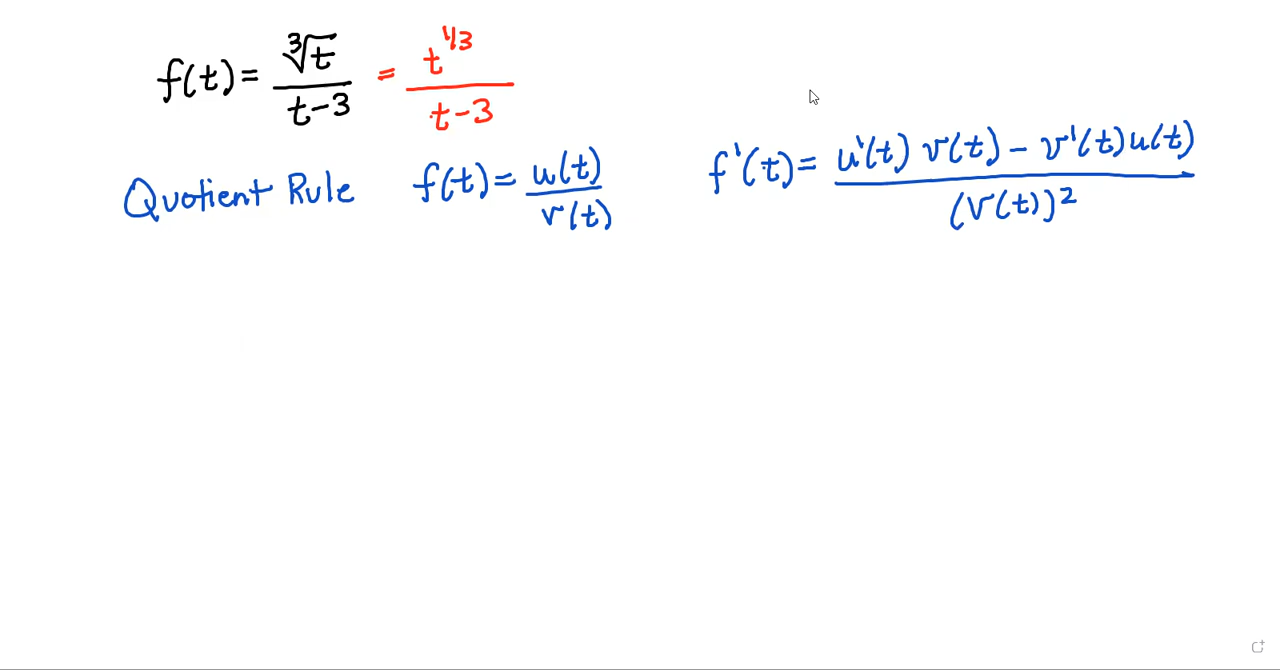 f(t) = ∛t / (t-3) = t^(1/3) / (t-3)
Quotient Rule f(t) = u(t) / v(t) f'(t) = (u'(t) v(t) - v'(t) u(t)) / (v(t))^2